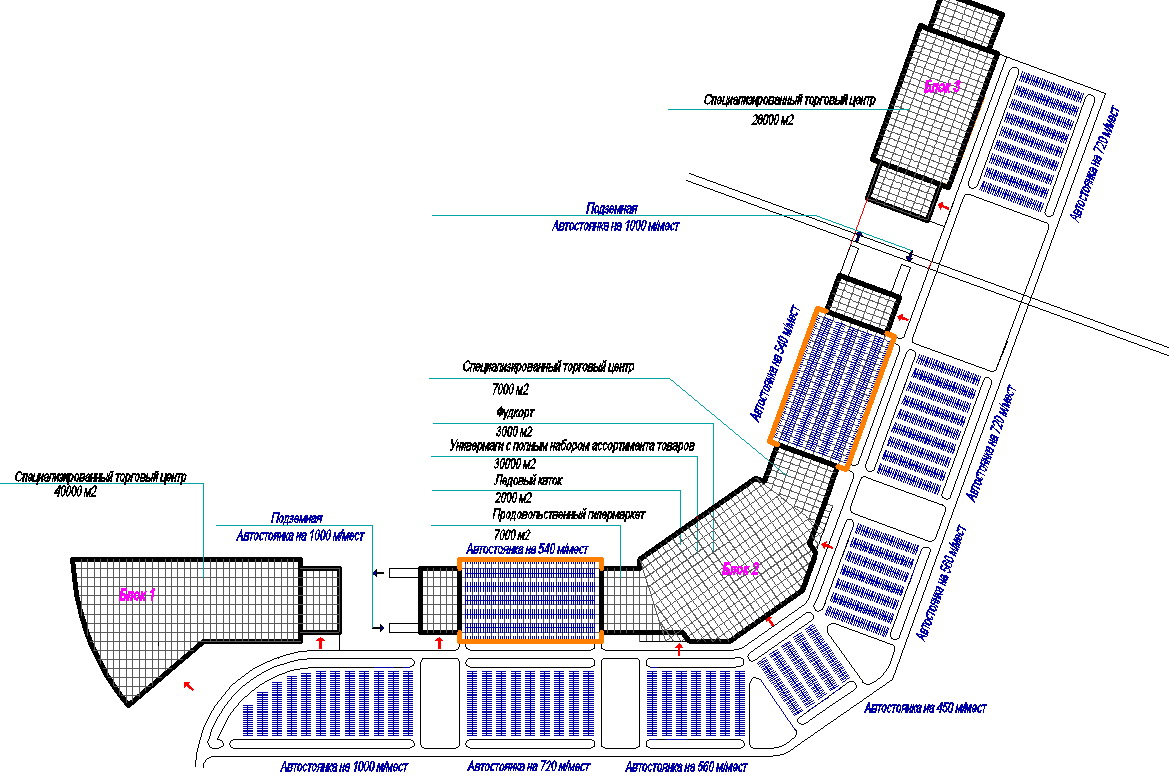 Блок 3
Специализированный торговый центр
28000 м2
Автостоянка на 720 м/мест
Подземная
Автостоянка на 1000 м/мест
Автостоянка на 540 м/мест
Специализированный торговый центр
7000 м2
Фудкорт
3000 м2
Универмаги с полным набором ассортимента товаров
30000 м2
Ледовый каток
2000 м2
Продовольственный гипермаркет
7000 м2
Автостоянка на 720 м/мест
Специализированный торговый центр
40000 м2
Подземная
Автостоянка на 1000 м/мест
Автостоянка на 540 м/мест
Блок 1
Блок 2
Автостоянка на 560 м/мест
Автостоянка на 450 м/мест
Автостоянка на 1000 м/мест
Автостоянка на 720 м/мест
Автостоянка на 560 м/мест